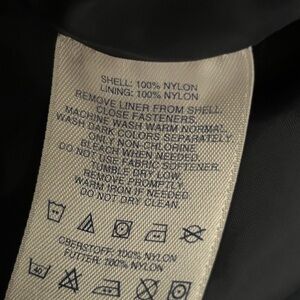 SHELL: 100% NYLON
LINING: 100% NYLON
REMOVE LINER FROM SHELL.
CLOSE FASTENERS.
MACHINE WASH WARM NORMAL.
WASH DARK COLORS SEPARATELY.
ONLY NON-CHLORINE
BLEACH WHEN NEEDED.
DO NOT USE FABRIC SOFTENER.
TUMBLE DRY LOW.
REMOVE PROMPTLY.
WARM IRON IF NEEDED.
DO NOT DRY CLEAN.
OBERSTOFF: 100% NYLON
FUTTER: 100% NYLON
40